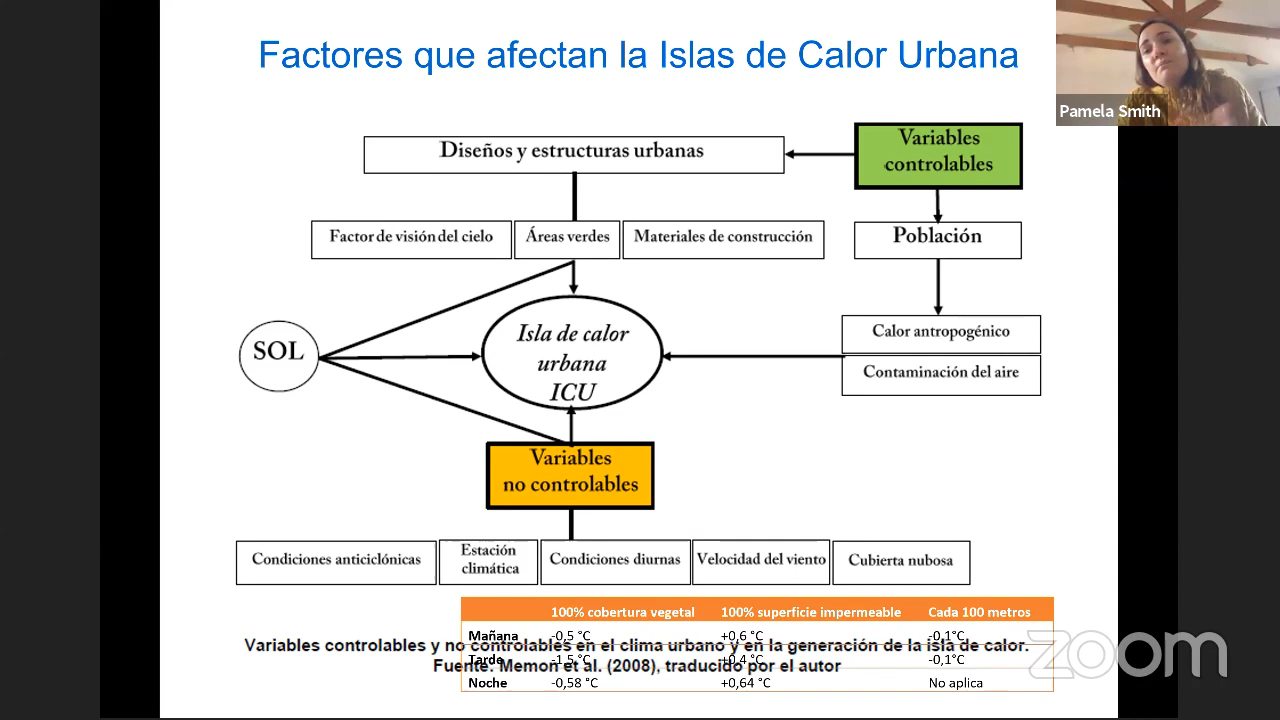 Factores que afectan la Islas de Calor Urbana
Pamela Smith
Variables
controlables
Diseños y estructuras urbanas
Factor de visión del cielo
Áreas verdes
Materiales de construcción
Población
SOL
Isla de calor
urbana
ICU
Calor antropogénico
Contaminación del aire
Variables
no controlables
Condiciones anticiclónicas
Estación
climática
Condiciones diurnas
Velocidad del viento
Cubierta nubosa
100% cobertura vegetal 100% superficie impermeable Cada 100 metros
Mañana -0,5 °C +0,6 °C -0,1°C
Variables controlables y no controlables en el clima urbano y en la generación de la isla de calor.
Tarde -1,5 °C +0,4 °C -0,1°C
Fuente: Memon et al. (2008), traducido por el autor
Noche -0,58 °C +0,64 °C No aplica
zoom